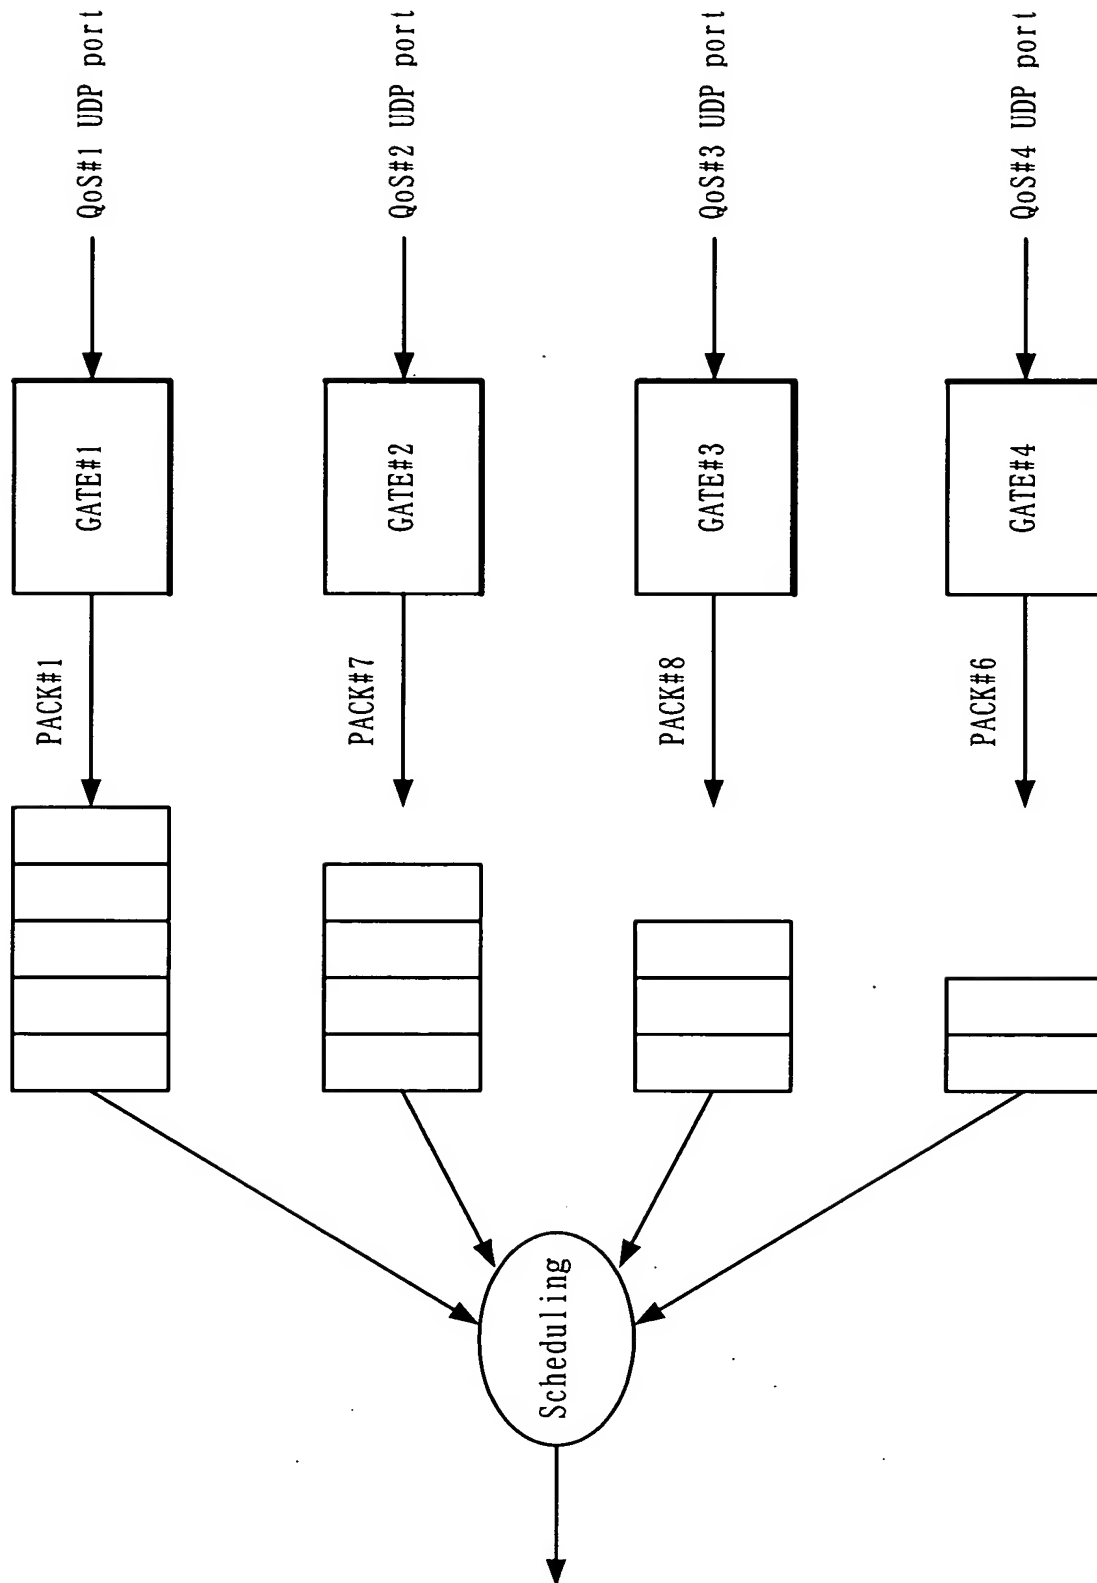 QoS#1 UDP port
QoS#2 UDP port
QoS#3 UDP port
QoS#4 UDP port
GATE#1
GATE#2
GATE#3
GATE#4
PACK#1
PACK#7
PACK#8
PACK#6
Scheduling